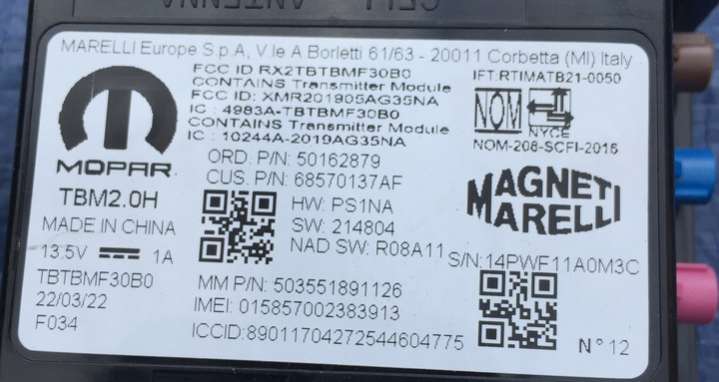 CELL ANTENNA
MARELLI Europe S.p.A, V.le A Borletti 61/63 - 20011 Corbetta (MI) Italy
FCC ID RX2TBTBMF30B0
CONTAINS Transmitter Module
FCC ID: XMR201905AG35NA
IC : 4983A-TBTBMF30B0
CONTAINS Transmitter Module
IC : 10244A-2019AG35NA
IFT:RTIMATB21-0050
NOM
NYCE
NOM-208-SCFI-2016
MOPAR
TBM2.0H
MADE IN CHINA
13.5V 1A
TBTBMF30B0
22/03/22
F034
ORD. P/N: 50162879
CUS. P/N: 68570137AF
HW: PS1NA
SW: 214804
NAD SW: R08A11
MAGNETI
MARELLI
S/N:14PWF11A0M3C
MM P/N: 503551891126
IMEI: 015857002383913
ICCID:89011704272544604775
N° 12